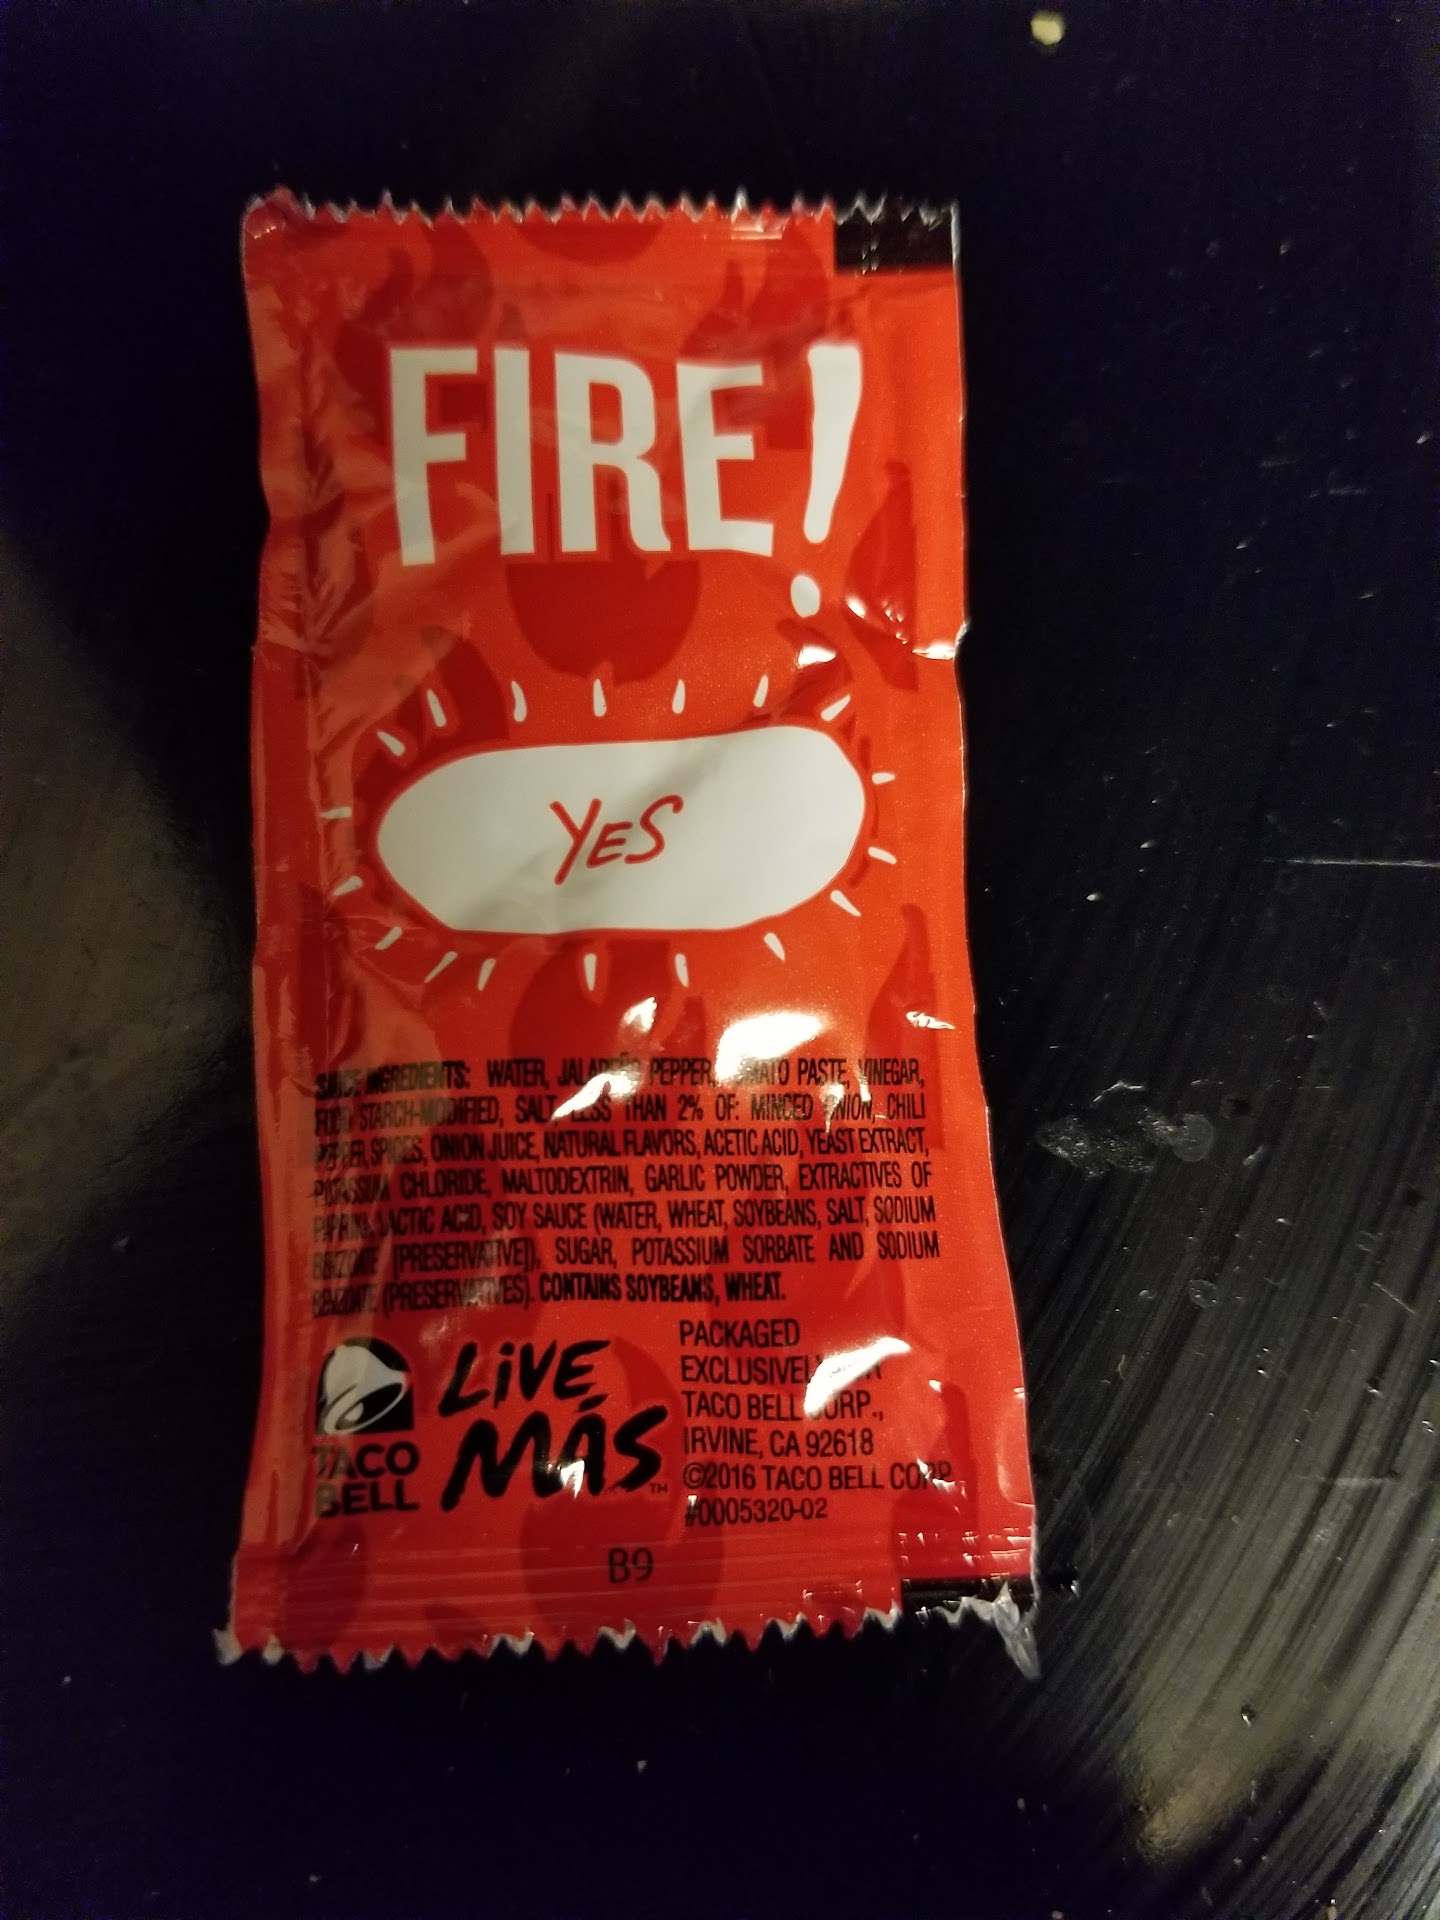 FIRE!
YES
SAUCE INGREDIENTS: WATER, JALAPEÑO PEPPER, TOMATO PASTE, VINEGAR,
FOOD STARCH-MODIFIED, SALT, LESS THAN 2% OF: MINCED ONION, CHILI
PEPPER, SPICES, ONION JUICE, NATURAL FLAVORS, ACETIC ACID, YEAST EXTRACT,
POTASSIUM CHLORIDE, MALTODEXTRIN, GARLIC POWDER, EXTRACTIVES OF
PAPRIKA, LACTIC ACID, SOY SAUCE (WATER, WHEAT, SOYBEANS, SALT, SODIUM
BENZOATE [PRESERVATIVE]), SUGAR, POTASSIUM SORBATE AND SODIUM
BENZOATE (PRESERVATIVES). CONTAINS SOYBEANS, WHEAT.
TACO
BELL
LIVE
MÁS™
PACKAGED
EXCLUSIVELY FOR
TACO BELL CORP.,
IRVINE, CA 92618
©2016 TACO BELL CORP.
#0005320-02
B9